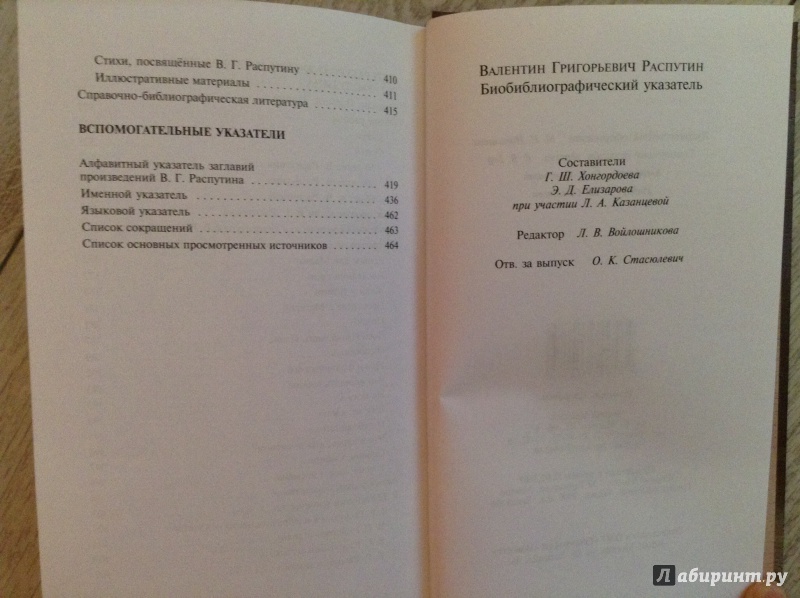 Стихи, посвящённые В. Г. Распутину 410
Иллюстративные материалы 411
Справочно-библиографическая литература 415
ВСПОМОГАТЕЛЬНЫЕ УКАЗАТЕЛИ
Алфавитный указатель заглавий
произведений В. Г. Распутина 419
Именной указатель 436
Языковой указатель 462
Список сокращений 463
Список основных просмотренных источников 464
Валентин Григорьевич Распутин
Биобиблиографический указатель
Составители
Г. Ш. Хонгордоева
Э. Д. Елизарова
при участии Л. А. Казанцевой
Редактор Л. В. Войлошникова
Отв. за выпуск О. К. Стасюлевич
Лабиринт.ру